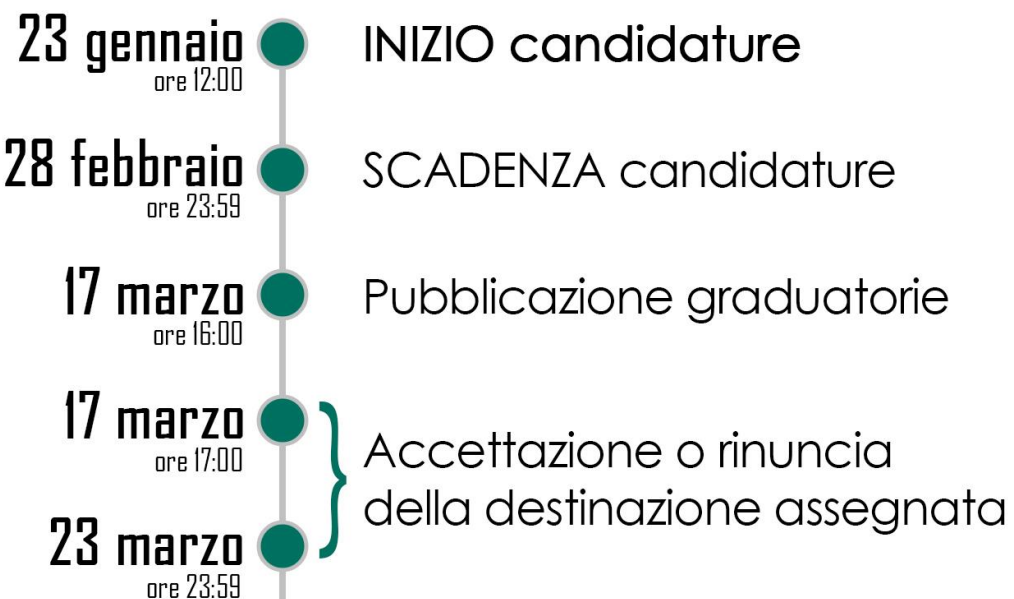 23 gennaio
ore 12:00
INIZIO candidature
28 febbraio
ore 23:59
SCADENZA candidature
17 marzo
ore 16:00
Pubblicazione graduatorie
17 marzo
ore 17:00
Accettazione o rinuncia
della destinazione assegnata
23 marzo
ore 23:59